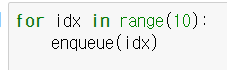 for idx in range(10):
    enqueue(idx)